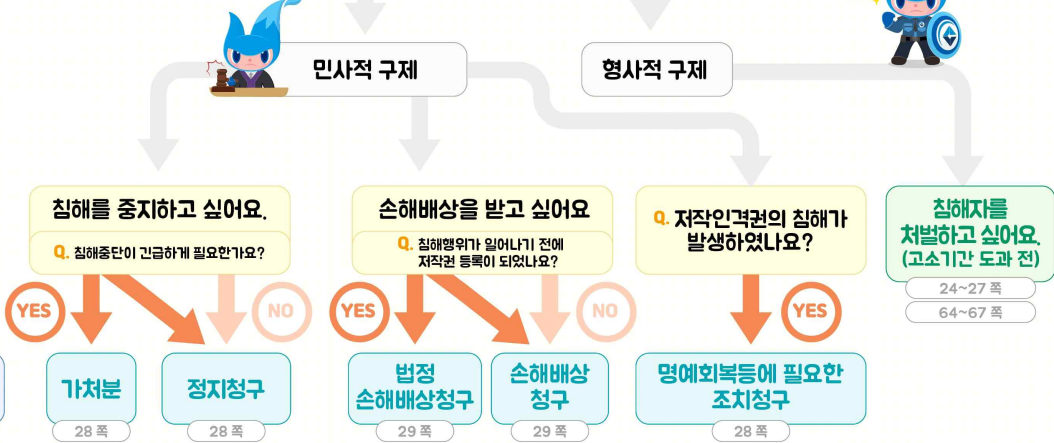 민사적 구제
형사적 구제
침해를 중지하고 싶어요.
Q. 침해중단이 긴급하게 필요한가요?
손해배상을 받고 싶어요
Q. 침해행위가 일어나기 전에
저작권 등록이 되었나요?
Q. 저작인격권의 침해가
발생하였나요?
침해자를
처벌하고 싶어요.
(고소기간 도과 전)
24~27 쪽
64~67 쪽
YES
NO
YES
NO
YES
가처분
28 쪽
정지청구
28 쪽
법정
손해배상청구
29 쪽
손해배상
청구
29 쪽
명예회복등에 필요한
조치청구
28 쪽